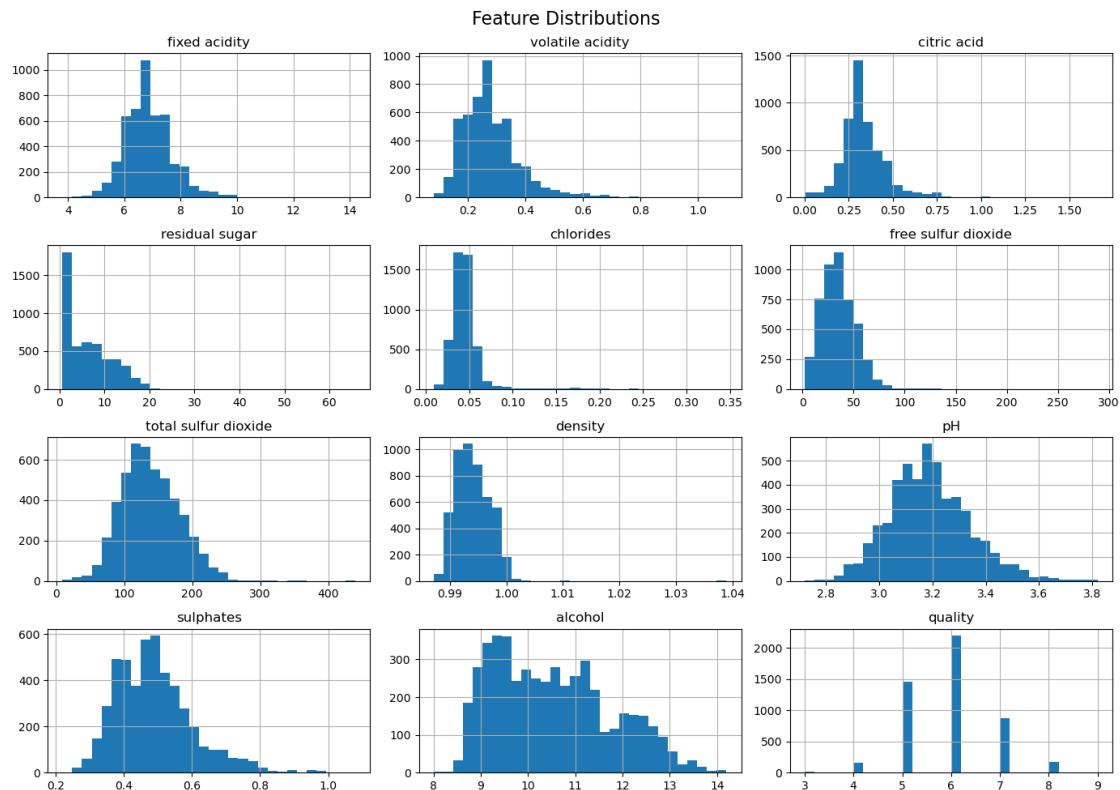 Feature Distributions
fixed acidity
volatile acidity
citric acid
1000
800
600
400
200
0
4 6 8 10 12 14
1000
800
600
400
200
0
0.2 0.4 0.6 0.8 1.0
1500
1000
500
0
0.00 0.25 0.50 0.75 1.00 1.25 1.50
residual sugar
chlorides
free sulfur dioxide
1500
1000
500
0
0 10 20 30 40 50 60
1500
1000
500
0
0.00 0.05 0.10 0.15 0.20 0.25 0.30 0.35
1000
750
500
250
0
0 50 100 150 200 250 300
total sulfur dioxide
density
pH
600
400
200
0
0 100 200 300 400
1000
800
600
400
200
0
0.99 1.00 1.01 1.02 1.03 1.04
500
400
300
200
100
0
2.8 3.0 3.2 3.4 3.6 3.8
sulphates
alcohol
quality
600
400
200
0
0.2 0.4 0.6 0.8 1.0
300
200
100
0
8 9 10 11 12 13 14
2000
1500
1000
500
0
3 4 5 6 7 8 9